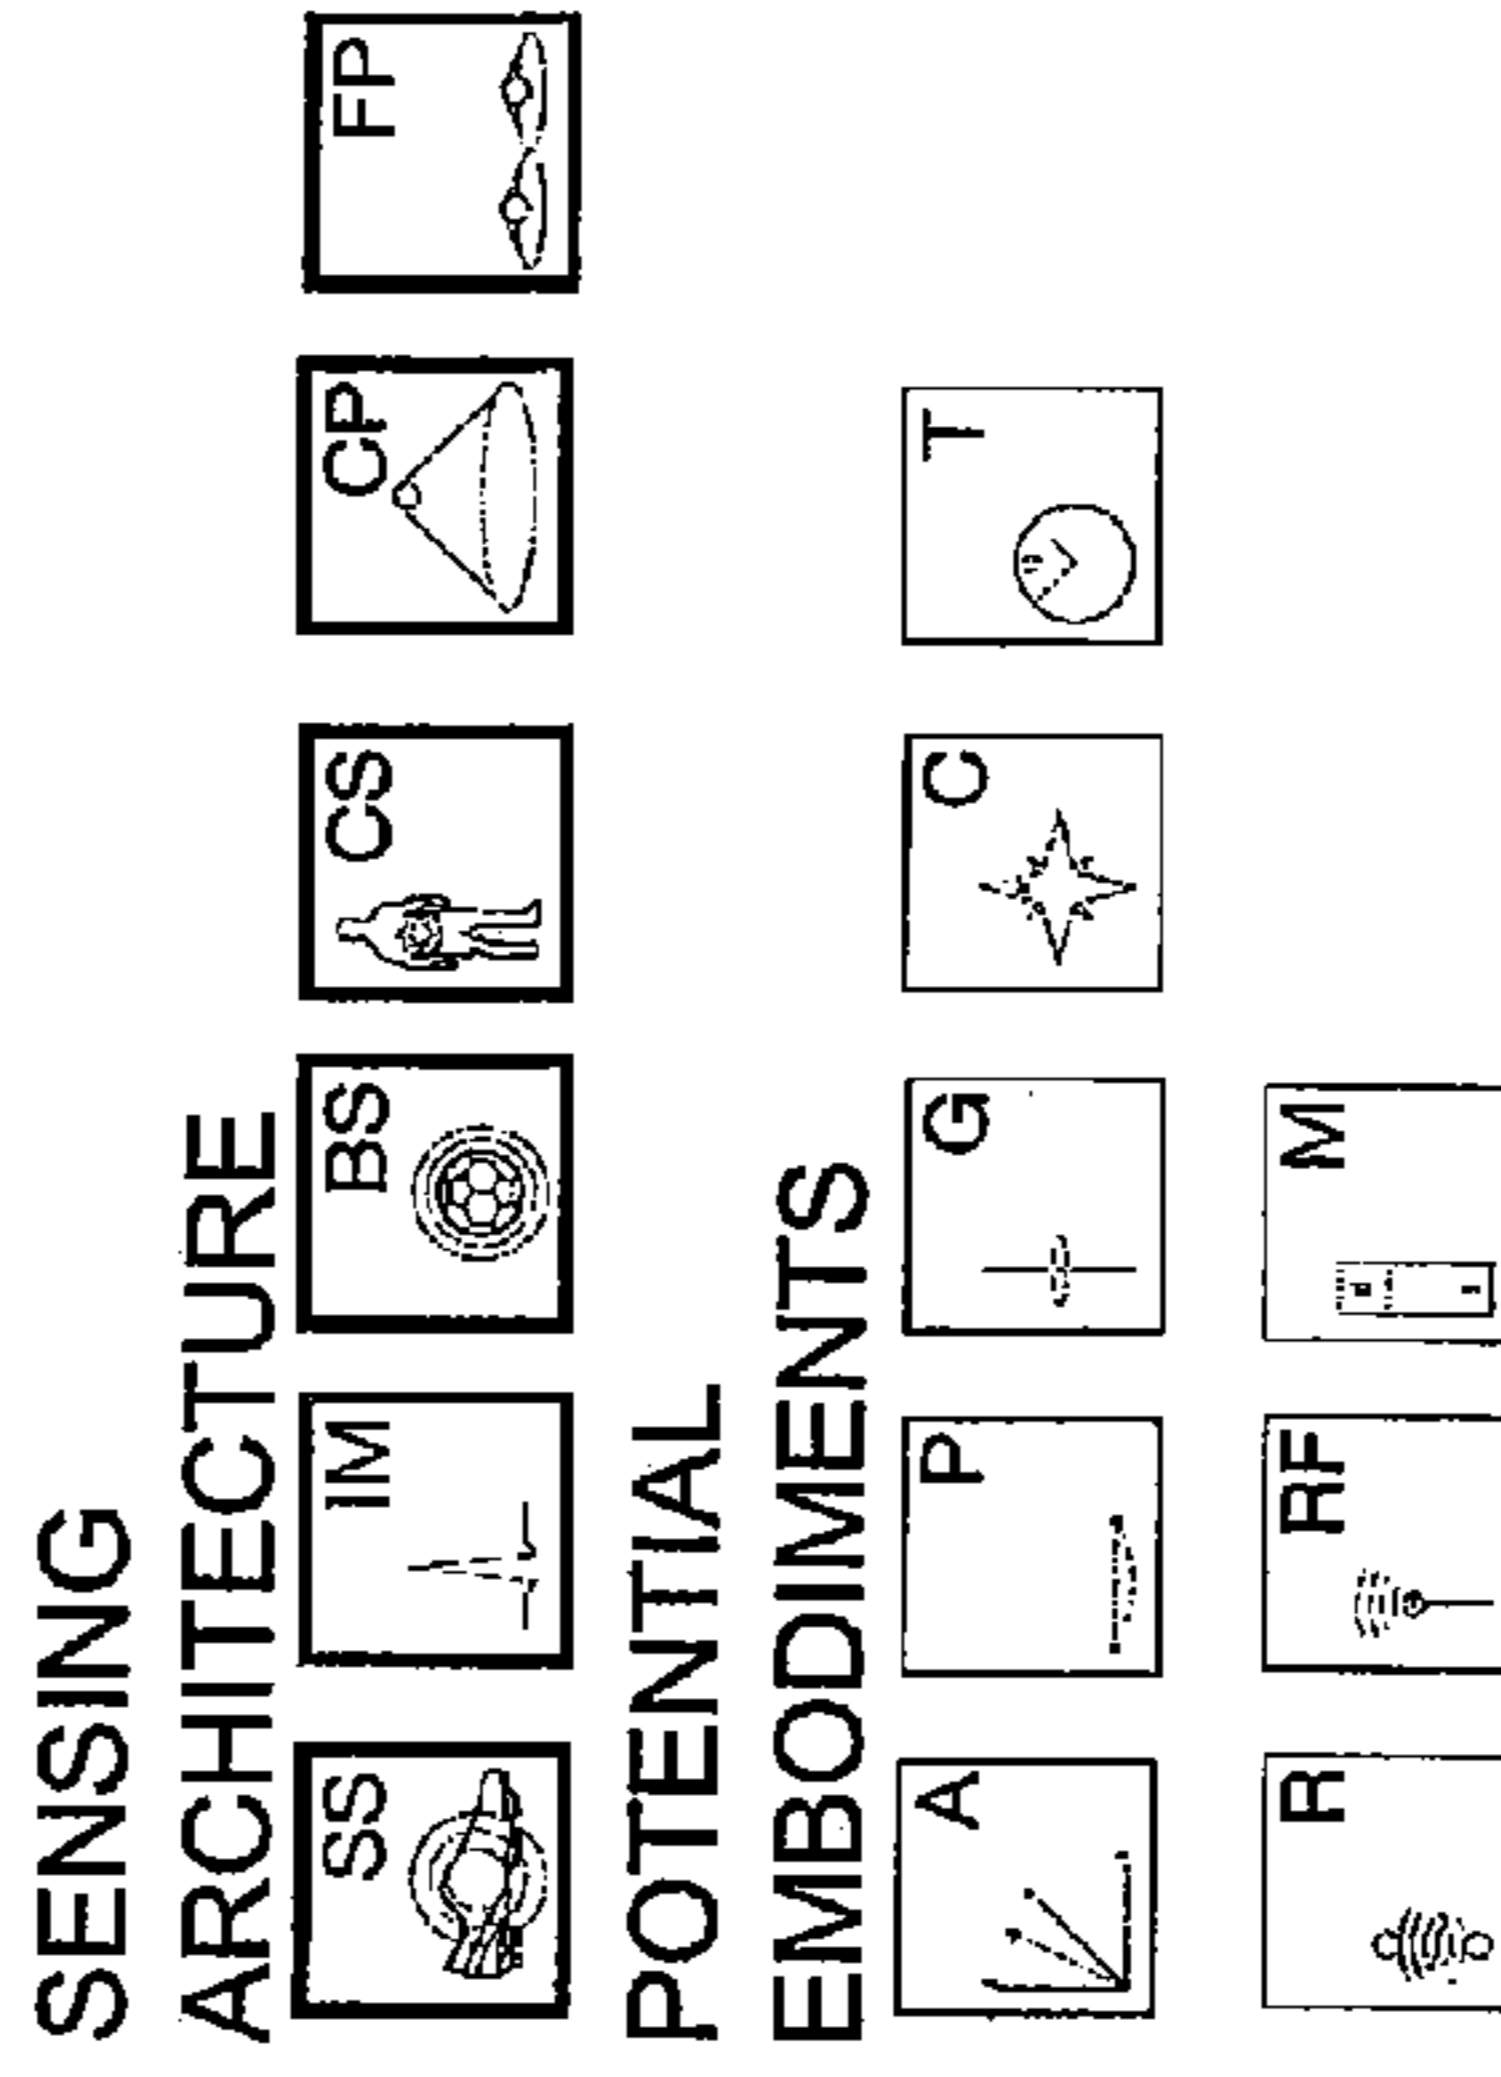 SENSING
ARCHITECTURE
SS IM BS CS CP FP
POTENTIAL
EMBODIMENTS
A P G C T
R RF M